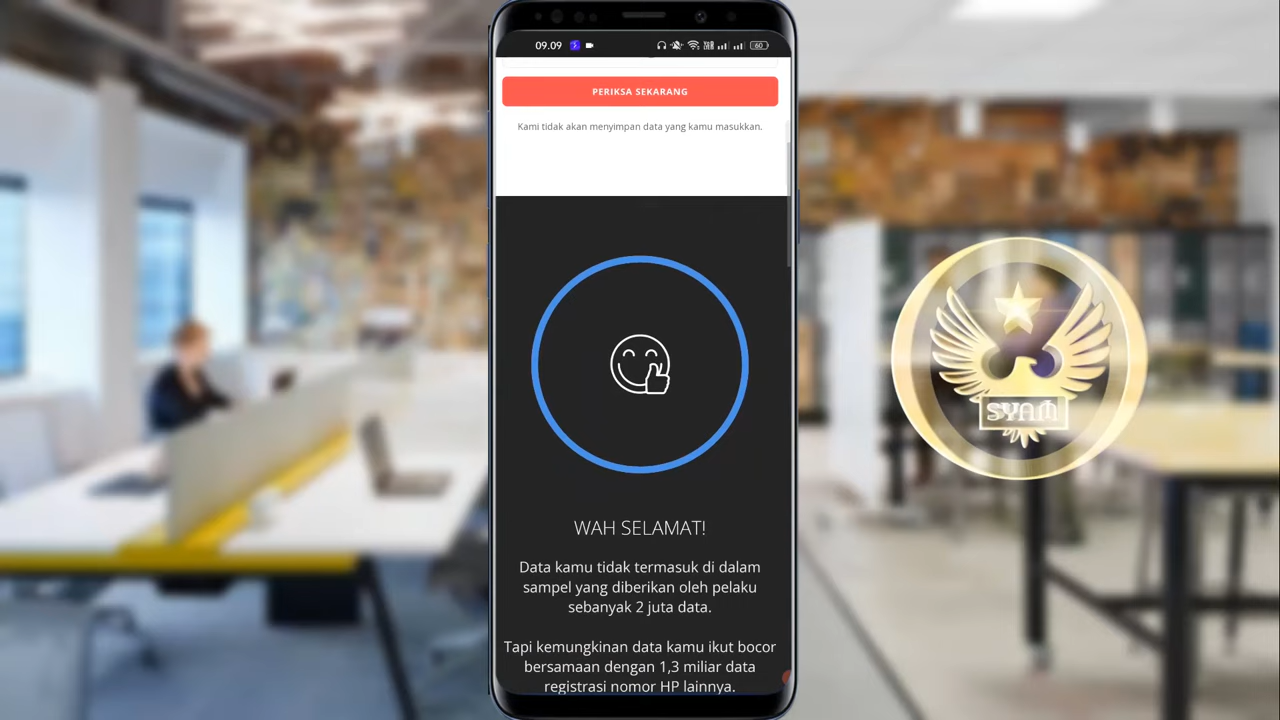 09.09
60
PERIKSA SEKARANG
Kami tidak akan menyimpan data yang kamu masukkan.
WAH SELAMAT!
Data kamu tidak termasuk di dalam
sampel yang diberikan oleh pelaku
sebanyak 2 juta data.
Tapi kemungkinan data kamu ikut bocor
bersamaan dengan 1,3 miliar data
registrasi nomor HP lainnya.
SYAM